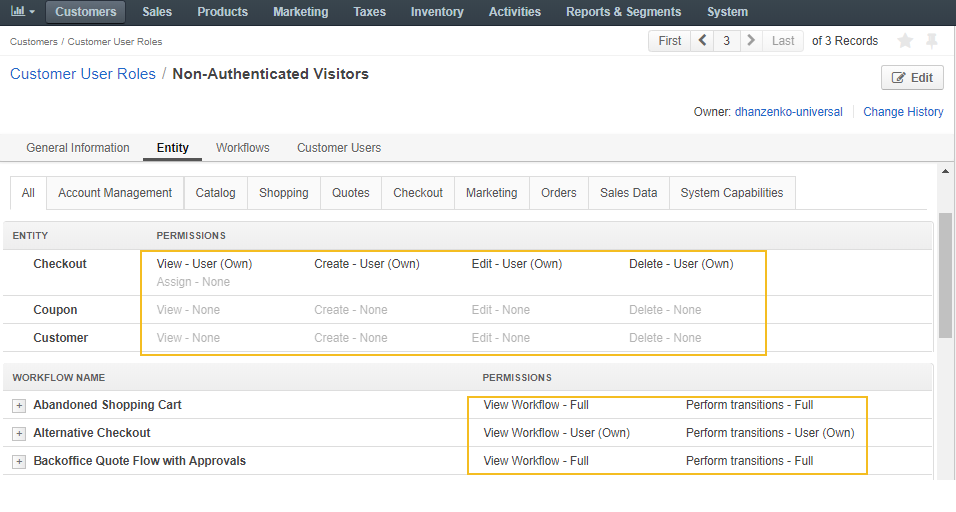 Customers Sales Products Marketing Taxes Inventory Activities Reports & Segments System
Customers / Customer User Roles First 3 Last of 3 Records
Customer User Roles / Non-Authenticated Visitors Edit
Owner: dhanzenko-universal Change History
General Information Entity Workflows Customer Users
All Account Management Catalog Shopping Quotes Checkout Marketing Orders Sales Data System Capabilities
ENTITY PERMISSIONS
Checkout View - User (Own) Create - User (Own) Edit - User (Own) Delete - User (Own)
Assign - None
Coupon View - None Create - None Edit - None Delete - None
Customer View - None Create - None Edit - None Delete - None
WORKFLOW NAME PERMISSIONS
+ Abandoned Shopping Cart View Workflow - Full Perform transitions - Full
+ Alternative Checkout View Workflow - User (Own) Perform transitions - User (Own)
+ Backoffice Quote Flow with Approvals View Workflow - Full Perform transitions - Full